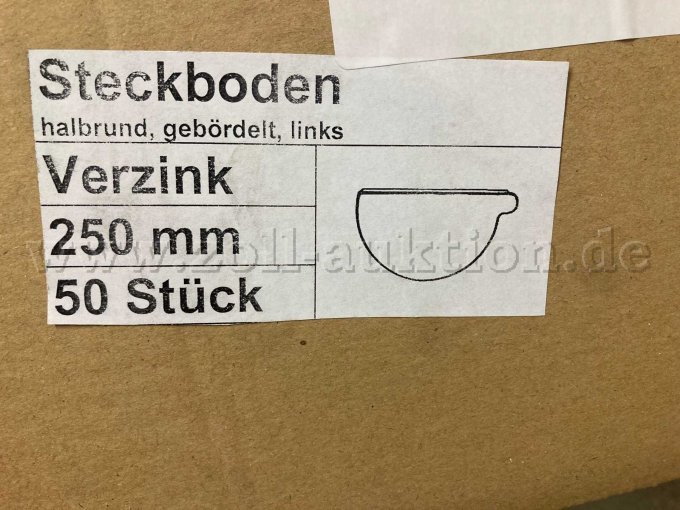 Steckboden
halbrund, gebördelt, links
Verzink
250 mm
50 Stück
www.zoll-auktion.de